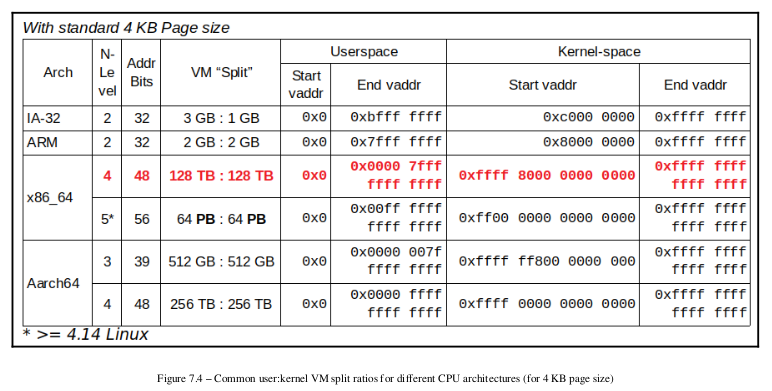 With standard 4 KB Page size
Arch N-Le vel Addr Bits VM “Split” Userspace Kernel-space
Start vaddr End vaddr Start vaddr End vaddr
IA-32 2 32 3 GB : 1 GB 0x0 0xbfff ffff 0xc000 0000 0xffff ffff
ARM 2 32 2 GB : 2 GB 0x0 0x7fff ffff 0x8000 0000 0xffff ffff
x86_64 4 48 128 TB : 128 TB 0x0 0x0000 7fff ffff ffff 0xffff 8000 0000 0000 0xffff ffff ffff ffff
5* 56 64 PB : 64 PB 0x0 0x00ff ffff ffff ffff 0xff00 0000 0000 0000 0xffff ffff ffff ffff
Aarch64 3 39 512 GB : 512 GB 0x0 0x0000 007f ffff ffff 0xffff ff800 0000 000 0xffff ffff ffff ffff
4 48 256 TB : 256 TB 0x0 0x0000 ffff ffff ffff 0xffff 0000 0000 0000 0xffff ffff ffff ffff
* >= 4.14 Linux
Figure 7.4 – Common user:kernel VM split ratios for different CPU architectures (for 4 KB page size)